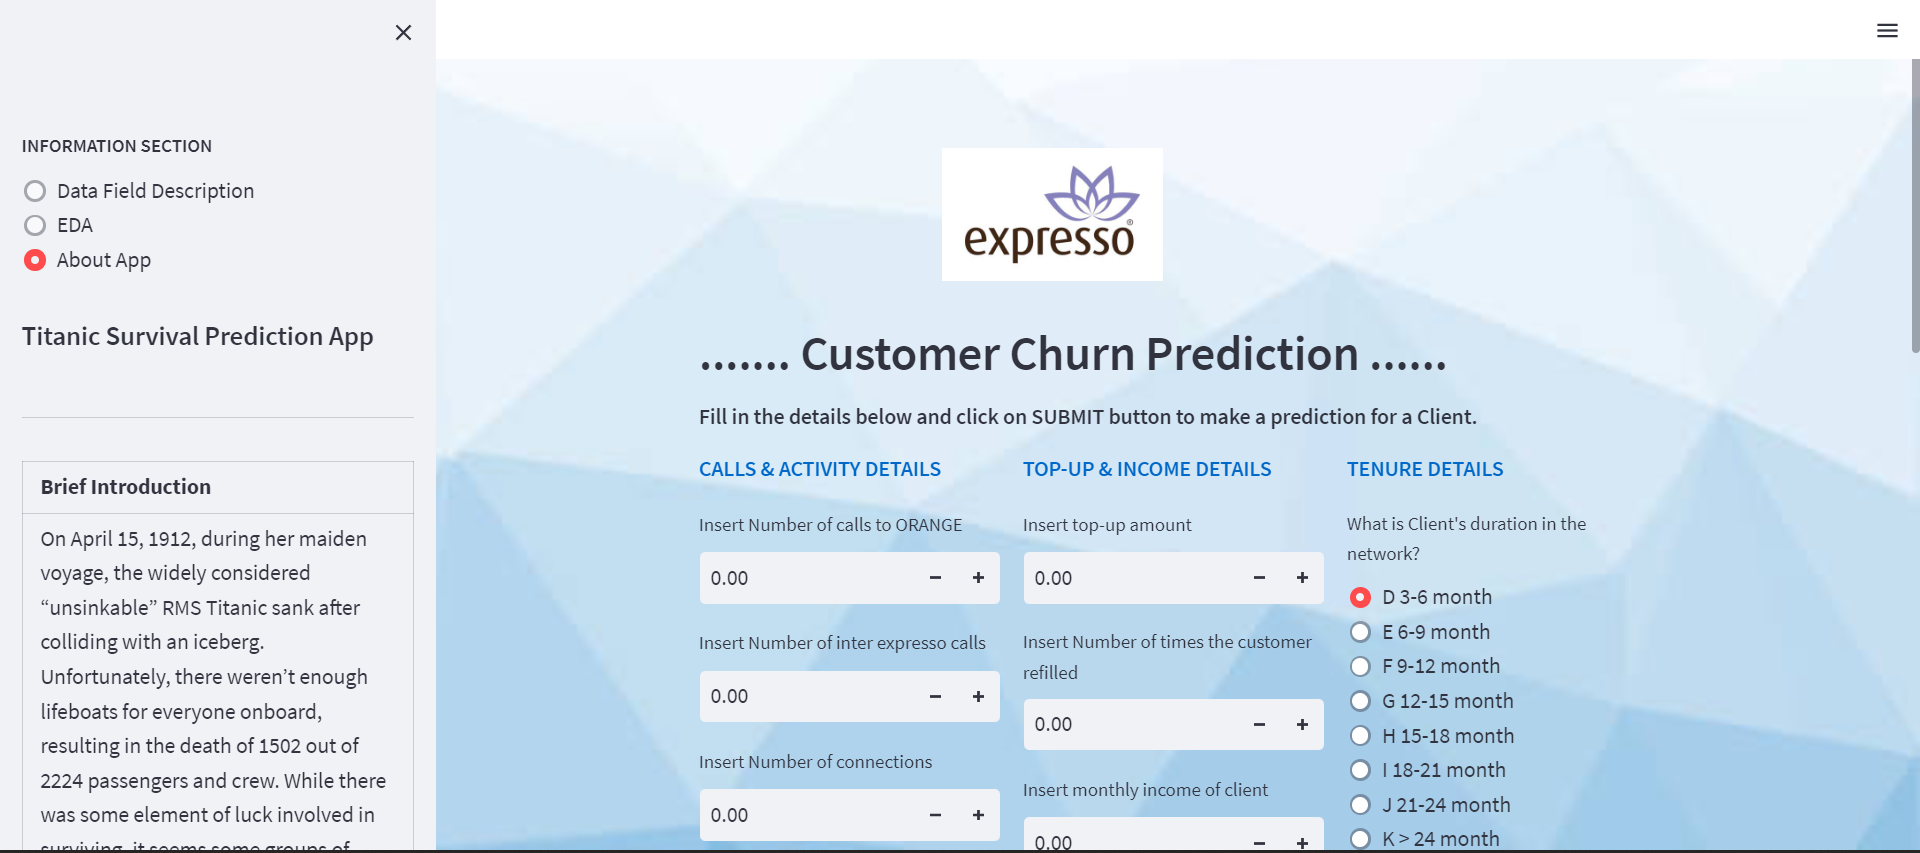 INFORMATION SECTION
Data Field Description
EDA
About App
Titanic Survival Prediction App
Brief Introduction
On April 15, 1912, during her maiden
voyage, the widely considered
“unsinkable” RMS Titanic sank after
colliding with an iceberg.
Unfortunately, there weren’t enough
lifeboats for everyone onboard,
resulting in the death of 1502 out of
2224 passengers and crew. While there
was some element of luck involved in
surviving, it seems some groups of
expresso®
....... Customer Churn Prediction ......
Fill in the details below and click on SUBMIT button to make a prediction for a Client.
CALLS & ACTIVITY DETAILS
Insert Number of calls to ORANGE
0.00
Insert Number of inter expresso calls
0.00
Insert Number of connections
0.00
TOP-UP & INCOME DETAILS
Insert top-up amount
0.00
Insert Number of times the customer
refilled
0.00
Insert monthly income of client
0.00
TENURE DETAILS
What is Client's duration in the
network?
D 3-6 month
E 6-9 month
F 9-12 month
G 12-15 month
H 15-18 month
I 18-21 month
J 21-24 month
K > 24 month